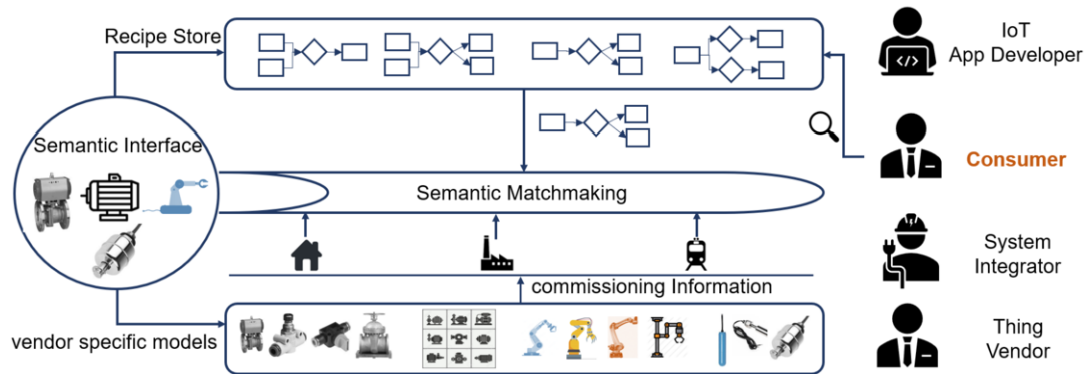 Recipe Store
IoT
App Developer
Semantic Interface
Consumer
Semantic Matchmaking
System
Integrator
commissioning Information
vendor specific models
Thing
Vendor